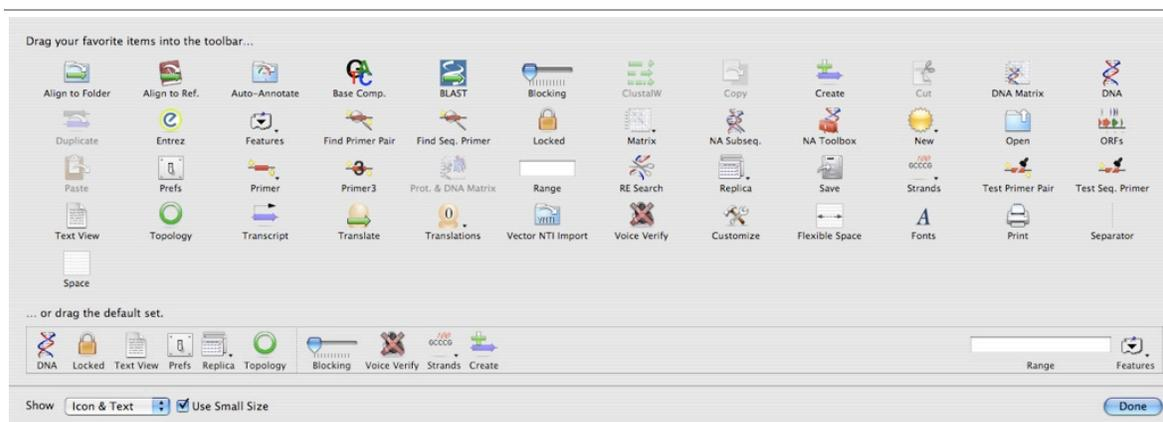 Drag your favorite items into the toolbar...
Align to Folder Align to Ref. Auto-Annotate Base Comp. BLAST Blocking ClustalW Copy Create Cut DNA Matrix DNA
Duplicate Entrez Features Find Primer Pair Find Seq. Primer Locked Matrix NA Subseq. NA Toolbox New Open ORFs
Paste Prefs Primer Primer3 Prot. & DNA Matrix Range RE Search Replica Save Strands Test Primer Pair Test Seq. Primer
Text View Topology Transcript Translate Translations Vector NTI Import Voice Verify Customize Flexible Space Fonts Print Separator
Space
... or drag the default set.
DNA Locked Text View Prefs Replica Topology Blocking Voice Verify Strands Create Range Features
Show Icon & Text Use Small Size Done